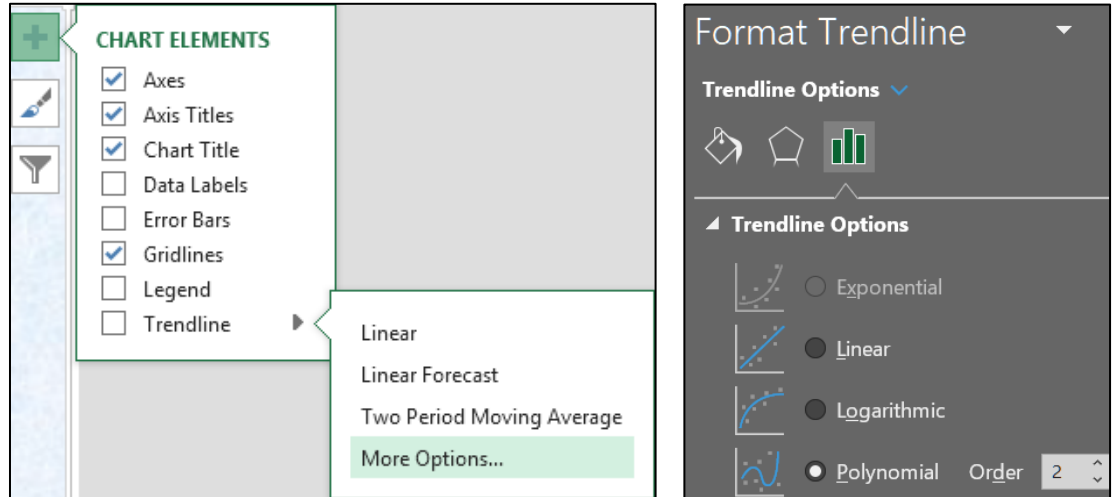 CHART ELEMENTS
Axes
Axis Titles
Chart Title
Data Labels
Error Bars
Gridlines
Legend
Trendline
Linear
Linear Forecast
Two Period Moving Average
More Options...
Format Trendline
Trendline Options
Trendline Options
Exponential
Linear
Logarithmic
Polynomial Order 2